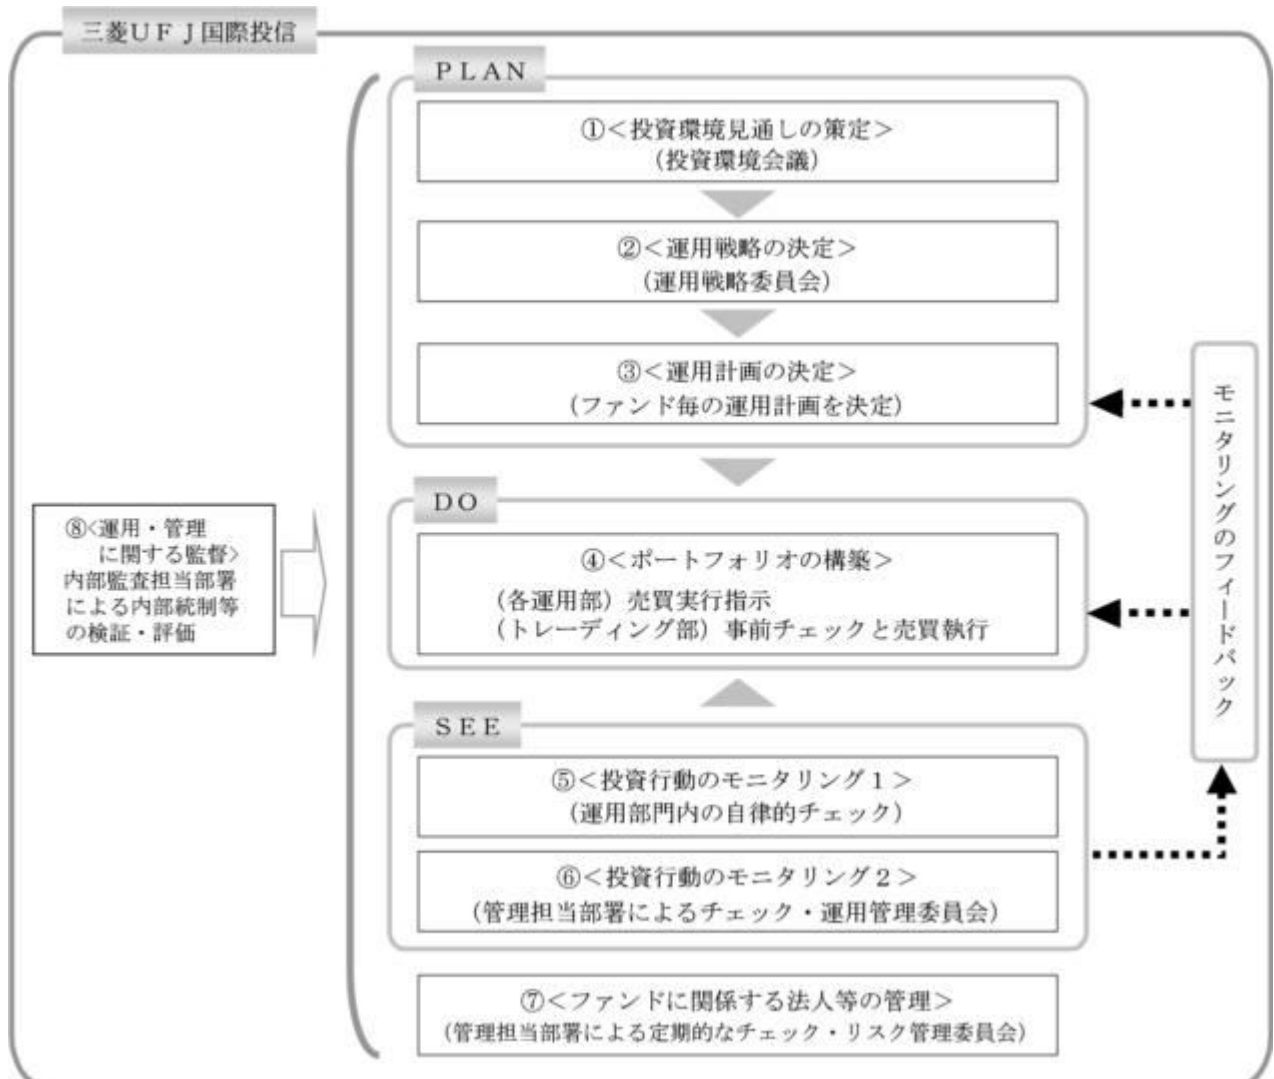 三菱ＵＦＪ国際投信
ＰＬＡＮ
①＜投資環境見通しの策定＞
（投資環境会議）
②＜運用戦略の決定＞
（運用戦略委員会）
③＜運用計画の決定＞
（ファンド毎の運用計画を決定）
ＤＯ
④＜ポートフォリオの構築＞
（各運用部）売買実行指示
（トレーディング部）事前チェックと売買執行
ＳＥＥ
⑤＜投資行動のモニタリング１＞
（運用部門内の自律的チェック）
⑥＜投資行動のモニタリング２＞
（管理担当部署によるチェック・運用管理委員会）
⑦＜ファンドに関係する法人等の管理＞
（管理担当部署による定期的なチェック・リスク管理委員会）
⑧<運用・管理
に関する監督>
内部監査担当部署
による内部統制等
の検証・評価
モニタリングのフィードバック